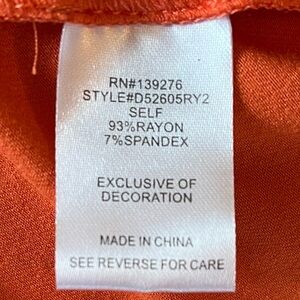 RN#139276
STYLE#D52605RY2
SELF
93%RAYON
7%SPANDEX
EXCLUSIVE OF
DECORATION
MADE IN CHINA
SEE REVERSE FOR CARE